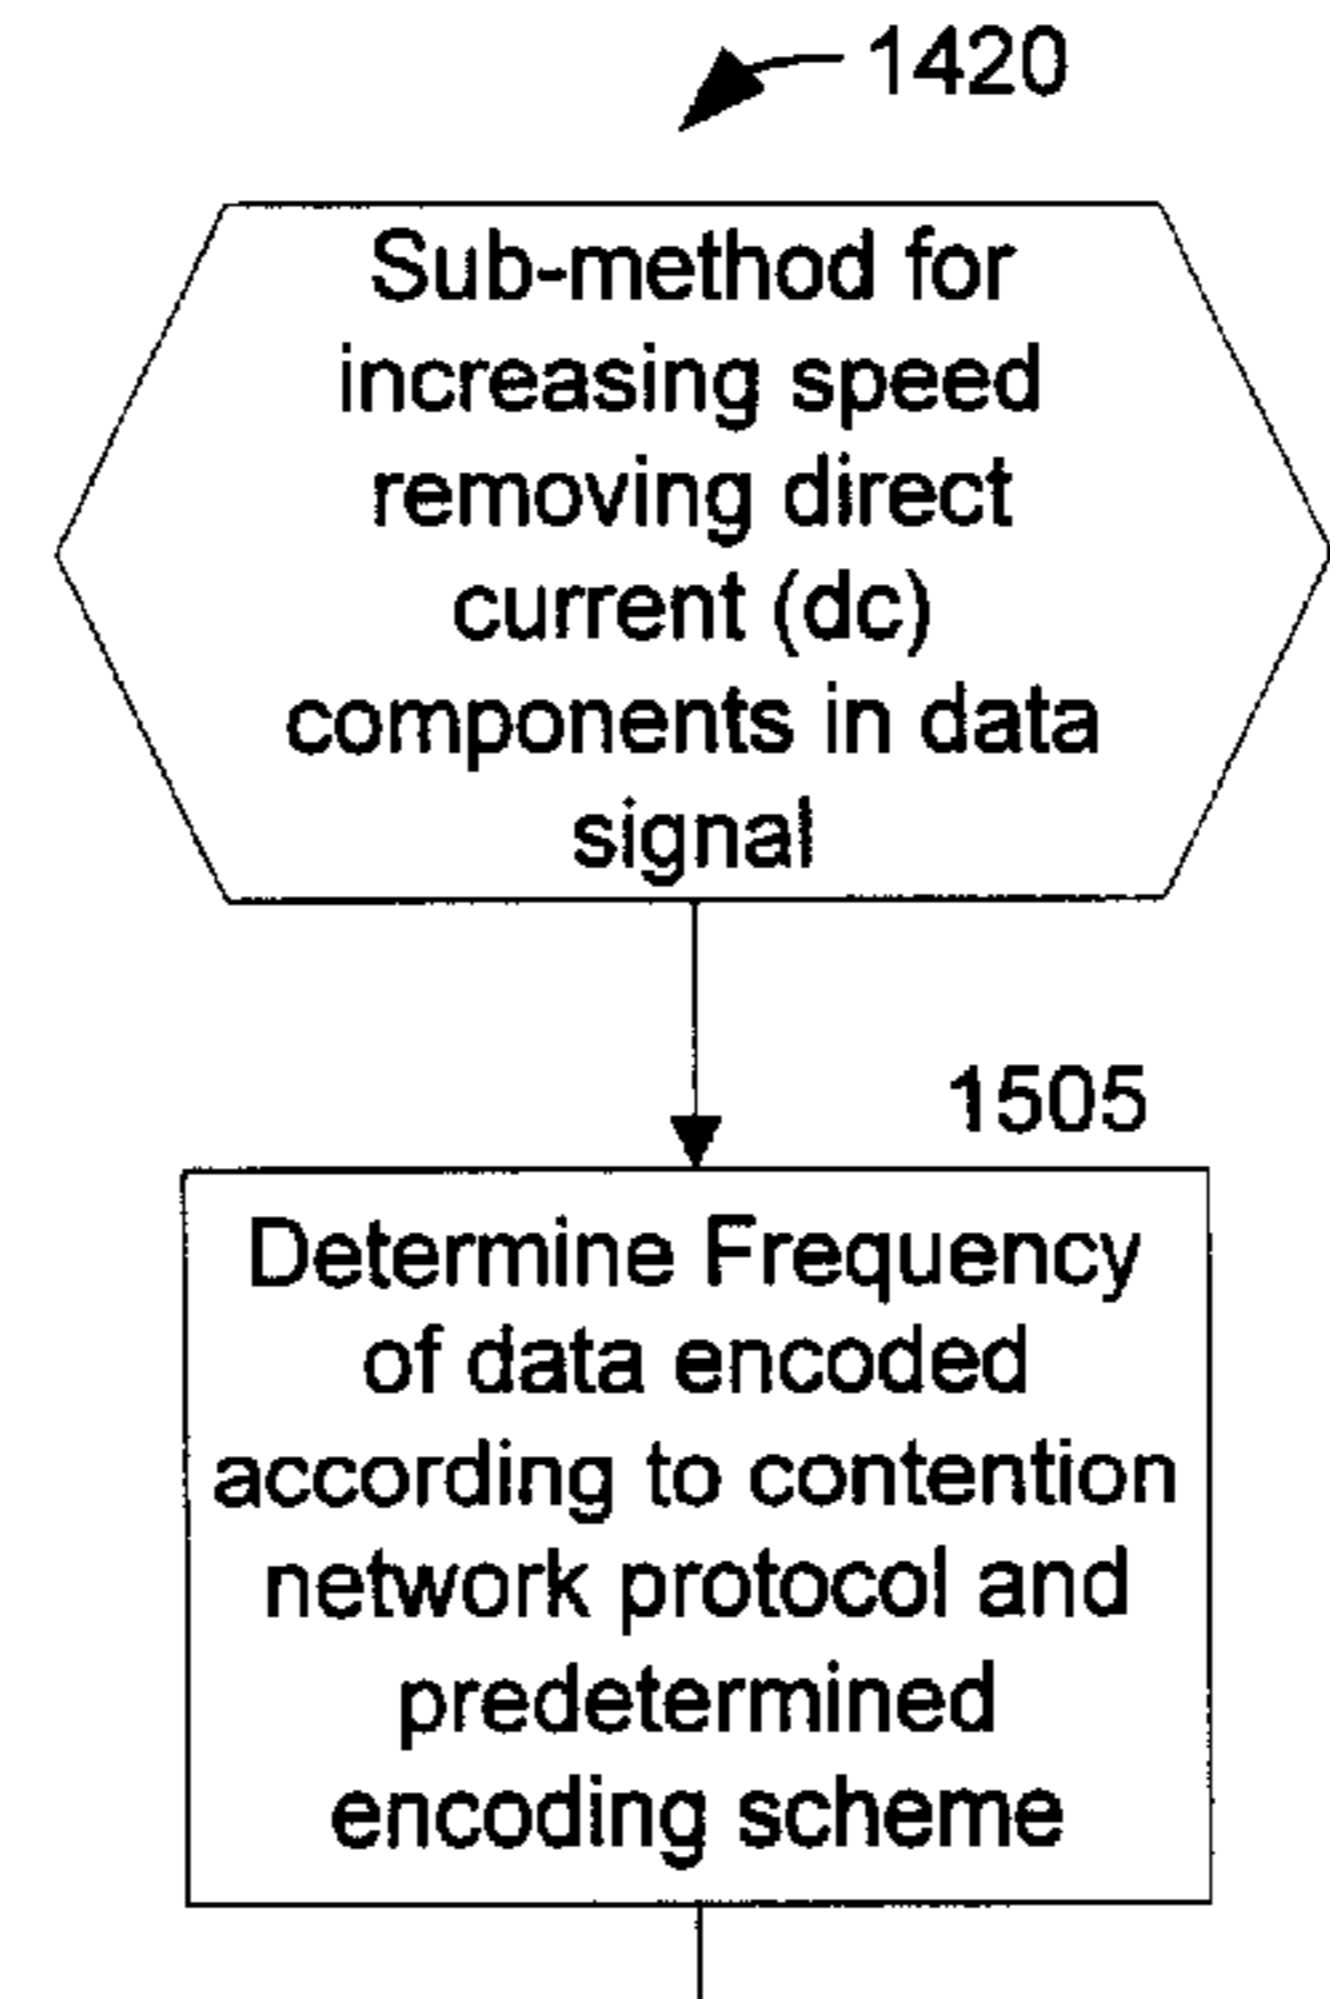 1420
Sub-method for
increasing speed
removing direct
current (dc)
components in data
signal
1505
Determine Frequency
of data encoded
according to contention
network protocol and
predetermined
encoding scheme